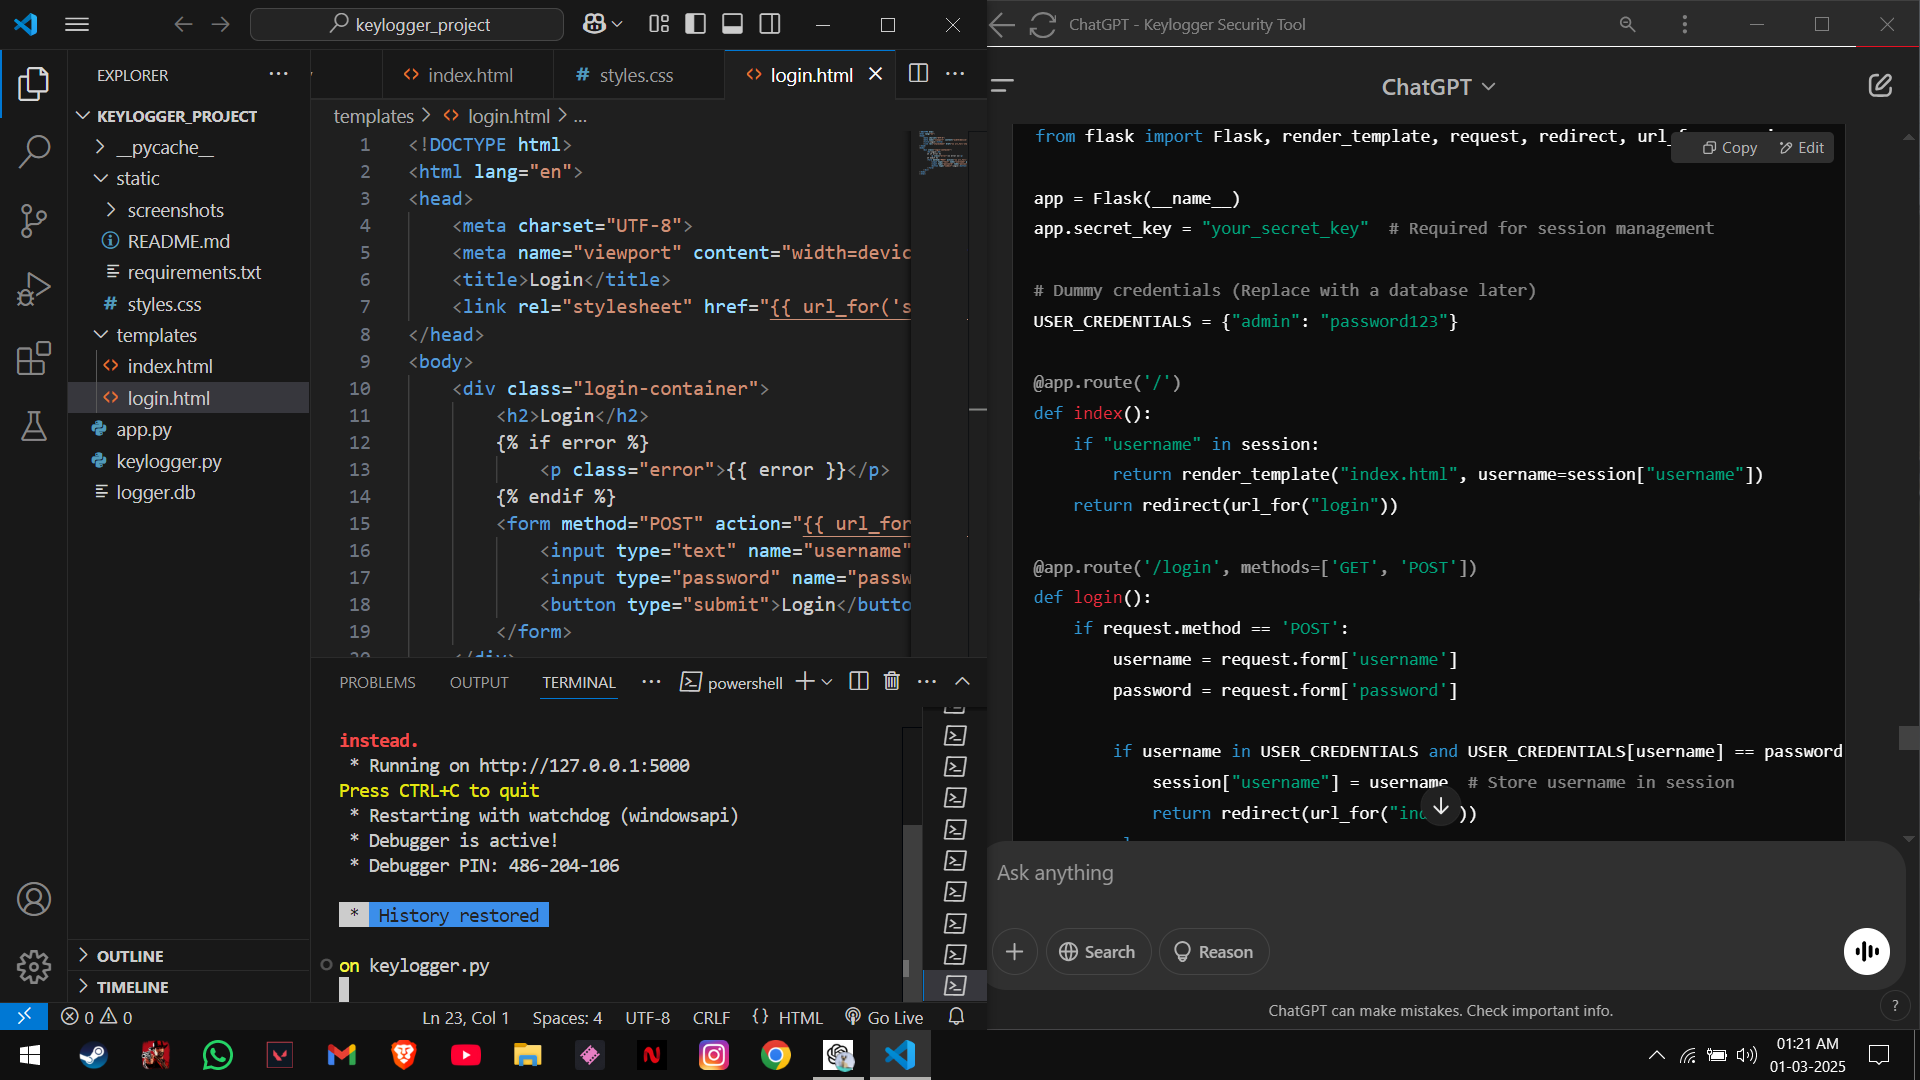 keylogger_project
EXPLORER
KEYLOGGER_PROJECT
__pycache__
static
screenshots
README.md
requirements.txt
# styles.css
templates
<> index.html
<> login.html
app.py
keylogger.py
logger.db
OUTLINE
TIMELINE
<> index.html
# styles.css
<> login.html
templates > <> login.html > ...
1 <!DOCTYPE html>
2 <html lang="en">
3 <head>
4 <meta charset="UTF-8">
5 <meta name="viewport" content="width=devic
6 <title>Login</title>
7 <link rel="stylesheet" href="{{ url_for('s
8 </head>
9 <body>
10 <div class="login-container">
11 <h2>Login</h2>
12 {% if error %}
13 <p class="error">{{ error }}</p>
14 {% endif %}
15 <form method="POST" action="{{ url_for
16 <input type="text" name="username"
17 <input type="password" name="passw
18 <button type="submit">Login</butto
19 </form>
20 </div>
PROBLEMS OUTPUT TERMINAL ... powershell
instead.
* Running on http://127.0.0.1:5000
Press CTRL+C to quit
* Restarting with watchdog (windowsapi)
* Debugger is active!
* Debugger PIN: 486-204-106
* History restored
on keylogger.py
0 0 Ln 23, Col 1 Spaces: 4 UTF-8 CRLF {} HTML Go Live
ChatGPT - Keylogger Security Tool
ChatGPT
Copy Edit
from flask import Flask, render_template, request, redirect, url_
app = Flask(__name__)
app.secret_key = "your_secret_key" # Required for session management
# Dummy credentials (Replace with a database later)
USER_CREDENTIALS = {"admin": "password123"}
@app.route('/')
def index():
if "username" in session:
return render_template("index.html", username=session["username"])
return redirect(url_for("login"))
@app.route('/login', methods=['GET', 'POST'])
def login():
if request.method == 'POST':
username = request.form['username']
password = request.form['password']
if username in USER_CREDENTIALS and USER_CREDENTIALS[username] == password
session["username"] = username # Store username in session
return redirect(url_for("ind"))
Ask anything
Search
Reason
ChatGPT can make mistakes. Check important info.
?
01:21 AM
01-03-2025